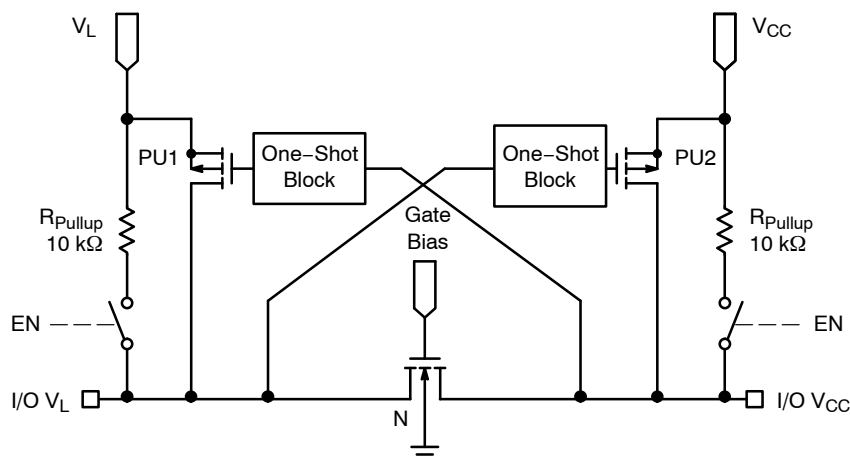 V_L
V_CC
PU1
One−Shot
Block
One−Shot
Block
PU2
R_Pullup
10 kΩ
Gate
Bias
R_Pullup
10 kΩ
EN
EN
I/O V_L
N
I/O V_CC